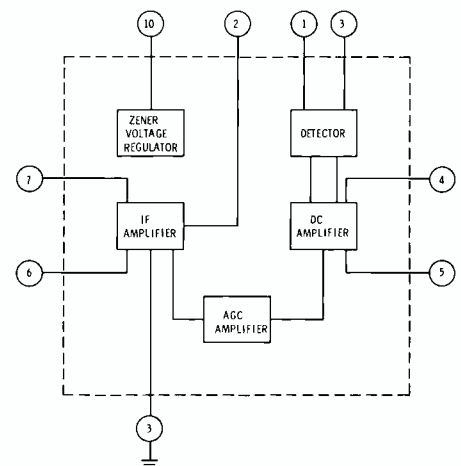 10
2
1
3
ZENER
VOLTAGE
REGULATOR
DETECTOR
7
4
IF
AMPLIFIER
DC
AMPLIFIER
6
5
AGC
AMPLIFIER
3